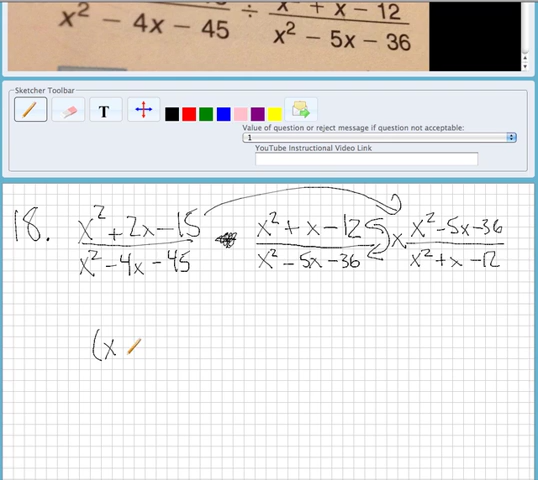 x² - 4x - 45 ÷ x² + x - 12
x² - 5x - 36
Sketcher Toolbar
T
Value of question or reject message if question not acceptable:
1
YouTube Instructional Video Link
18. x² + 2x - 15 x² + x - 12 x x² - 5x - 36
x² - 4x - 45 x² - 5x - 36 x² + x - 12
(x